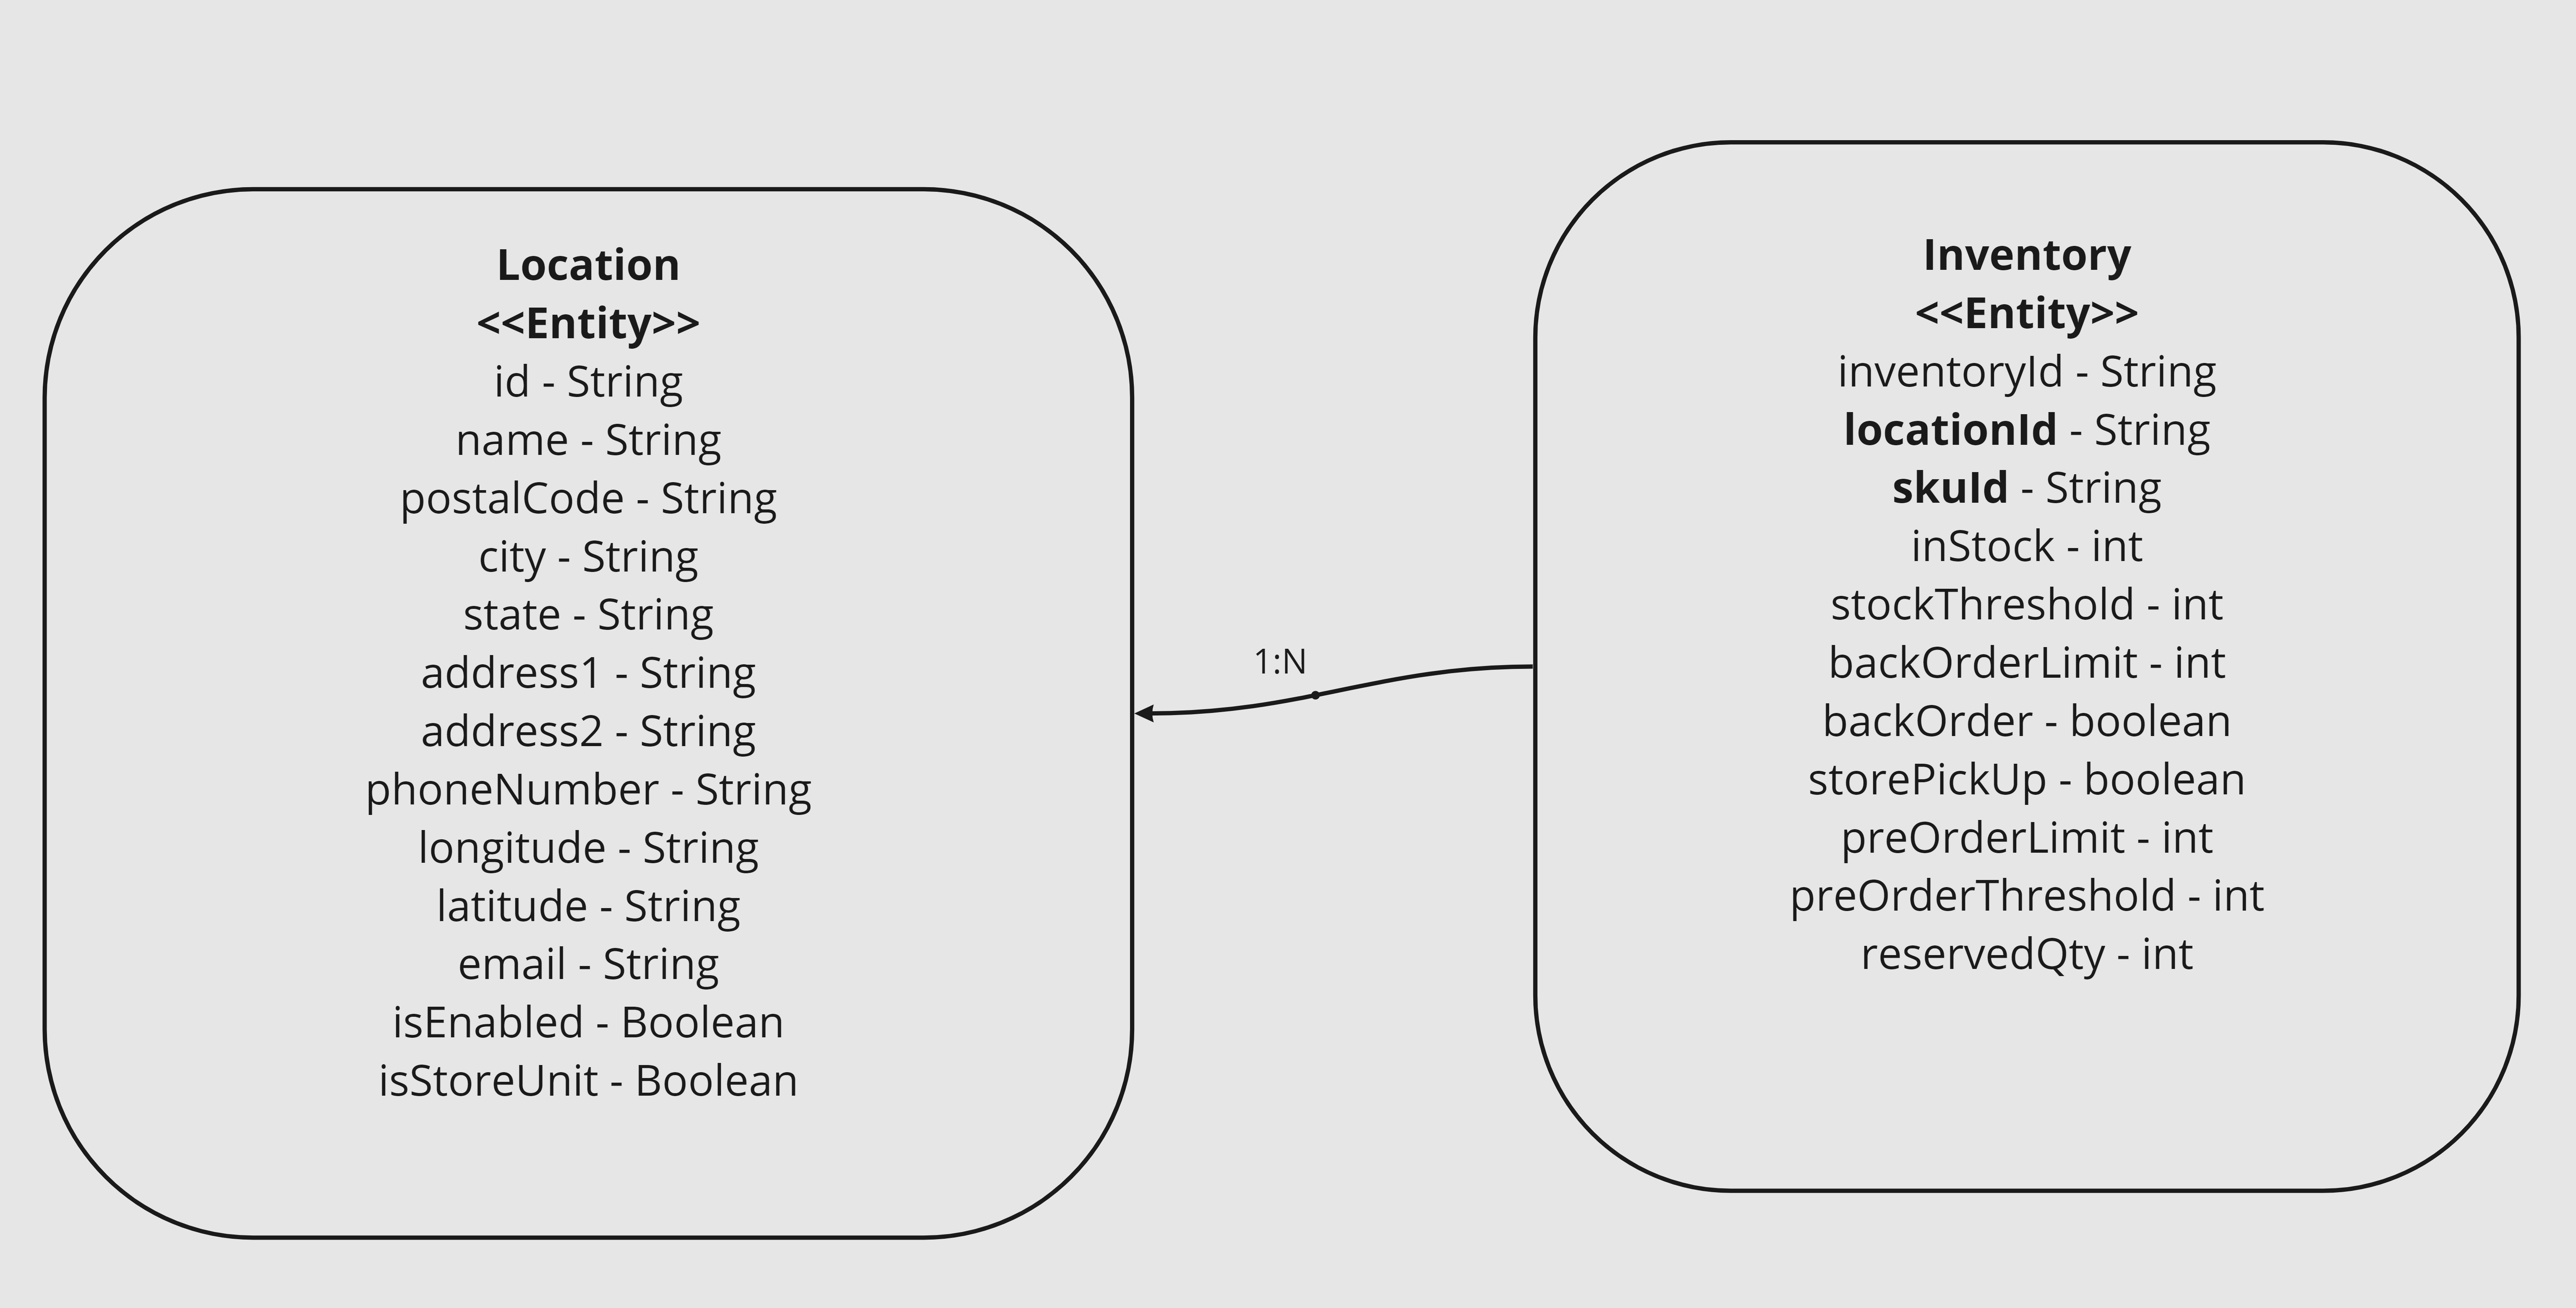 Location
<<Entity>>
id - String
name - String
postalCode - String
city - String
state - String
address1 - String
address2 - String
phoneNumber - String
longitude - String
latitude - String
email - String
isEnabled - Boolean
isStoreUnit - Boolean
1:N
Inventory
<<Entity>>
inventoryId - String
locationId - String
skuId - String
inStock - int
stockThreshold - int
backOrderLimit - int
backOrder - boolean
storePickUp - boolean
preOrderLimit - int
preOrderThreshold - int
reservedQty - int